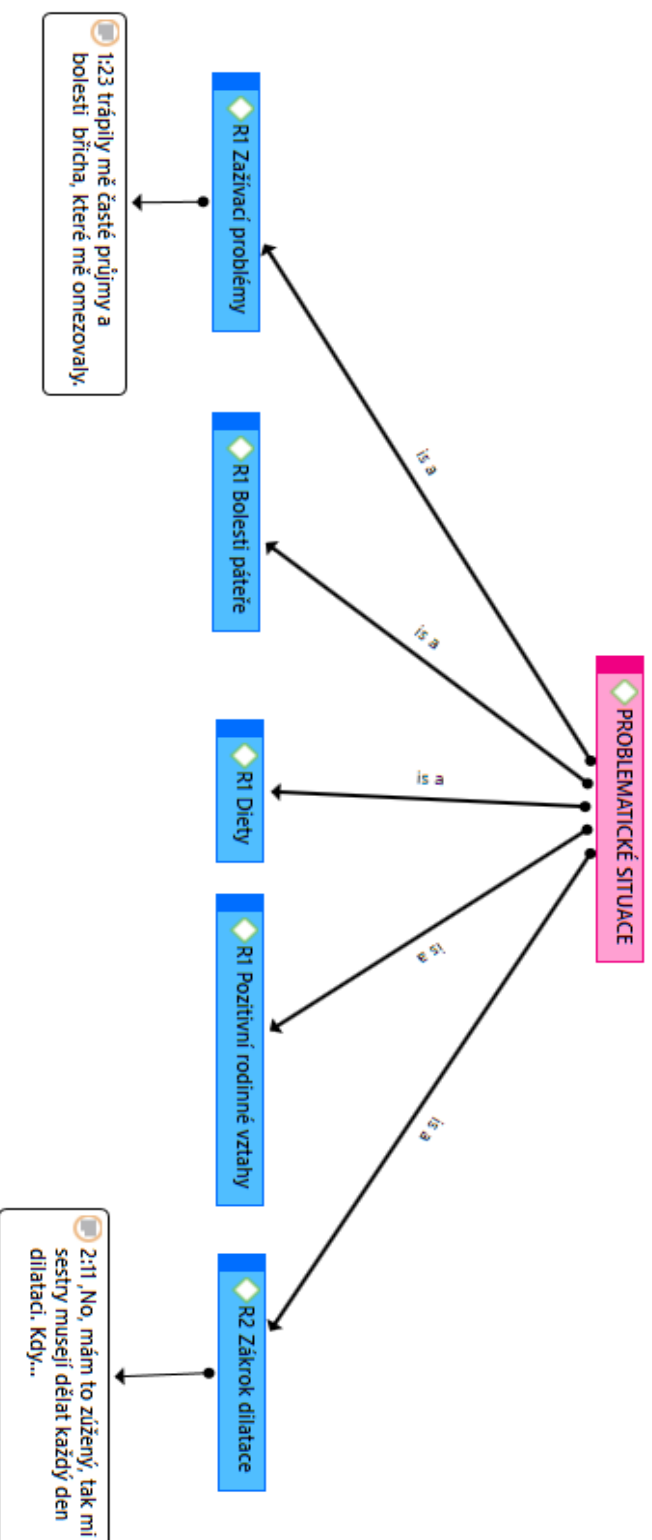 PROBLEMATICKÉ SITUACE
is a
is a
is a
is a
is a
R1 Zažívací problémy
R1 Bolesti páteře
R1 Diety
R1 Pozitivní rodinné vztahy
R2 Zákrok dilatace
1:23 trápily mě časté průjmy a
bolesti břicha, které mě omezovaly.
2:11 ,No, mám to zúžený, tak mi
sestry musejí dělat každý den
dilataci. Kdy...